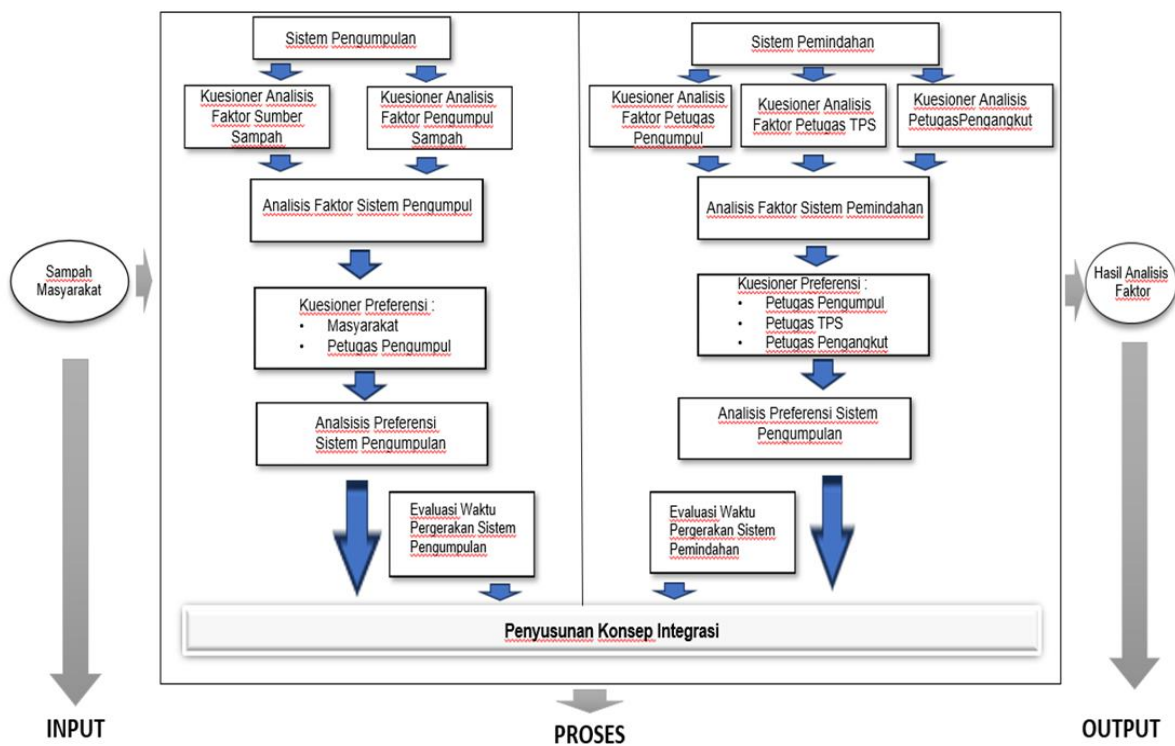 Sistem Pengumpulan
Kuesioner Analisis
Faktor Sumber
Sampah
Kuesioner Analisis
Faktor Pengumpul
Sampah
Analisis Faktor Sistem Pengumpul
Kuesioner Preferensi :
• Masyarakat
• Petugas Pengumpul
Analsisis Preferensi
Sistem Pengumpulan
Evaluasi Waktu
Pergerakan Sistem
Pengumpulan
Sistem Pemindahan
Kuesioner Analisis
Faktor Petugas
Pengumpul
Kuesioner Analisis
Faktor Petugas TPS
Kuesioner Analisis
PetugasPengangkut
Analisis Faktor Sistem Pemindahan
Kuesioner Preferensi :
• Petugas Pengumpul
• Petugas TPS
• Petugas Pengangkut
Analisis Preferensi Sistem
Pengumpulan
Evaluasi Waktu
Pergerakan Sistem
Pemindahan
Penyusunan Konsep Integrasi
Sampah
Masyarakat
Hasil Analisis
Faktor
INPUT
PROSES
OUTPUT